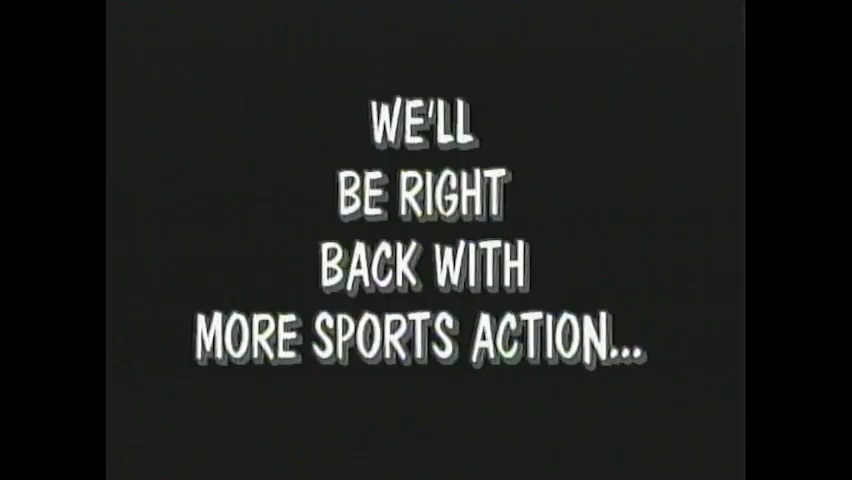 WE'LL
BE RIGHT
BACK WITH
MORE SPORTS ACTION...